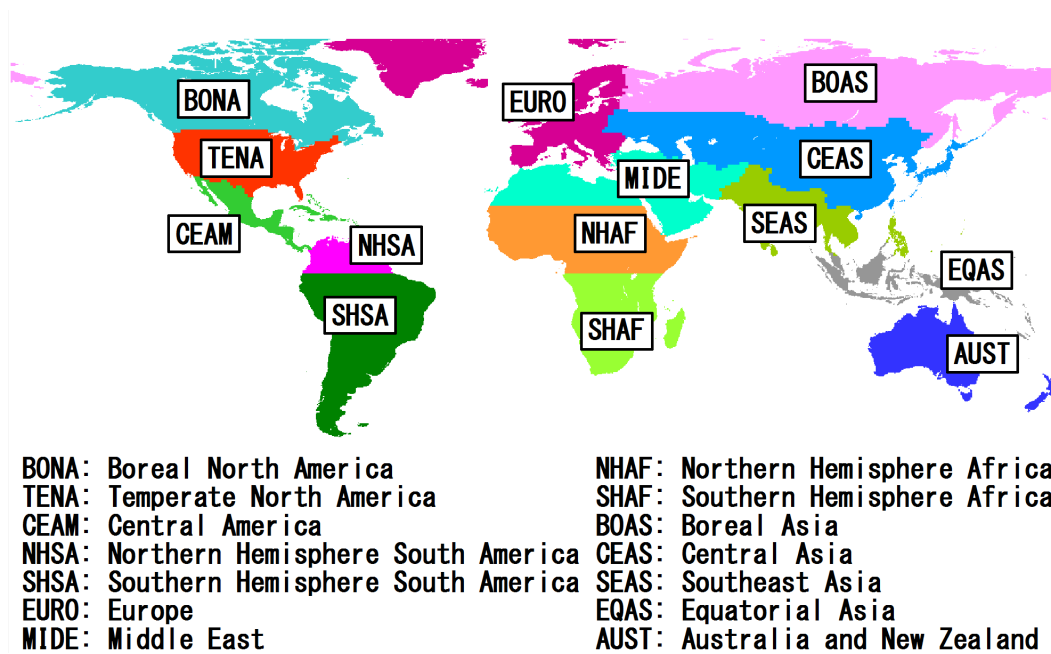 BONA
BOAS
EURO
TENA
CEAS
MIDE
SEAS
CEAM
NHSA
NHAF
EQAS
SHSA
SHAF
AUST
BONA: Boreal North America
TENA: Temperate North America
CEAM: Central America
NHSA: Northern Hemisphere South America
SHSA: Southern Hemisphere South America
EURO: Europe
MIDE: Middle East
NHAF: Northern Hemisphere Africa
SHAF: Southern Hemisphere Africa
BOAS: Boreal Asia
CEAS: Central Asia
SEAS: Southeast Asia
EQAS: Equatorial Asia
AUST: Australia and New Zealand